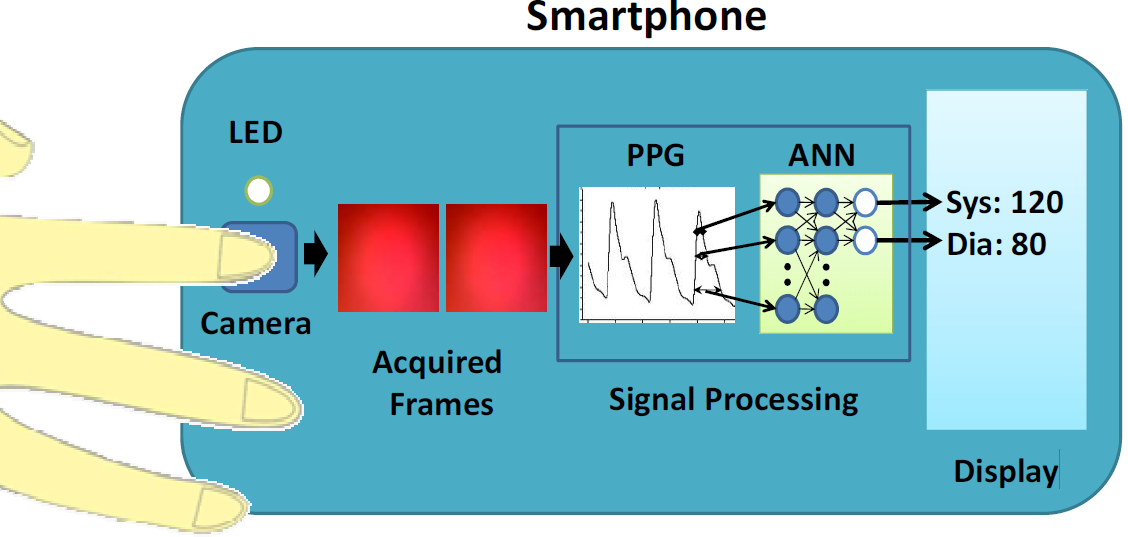 Smartphone
LED
PPG
ANN
Sys: 120
Dia: 80
Camera
Acquired
Frames
Signal Processing
Display